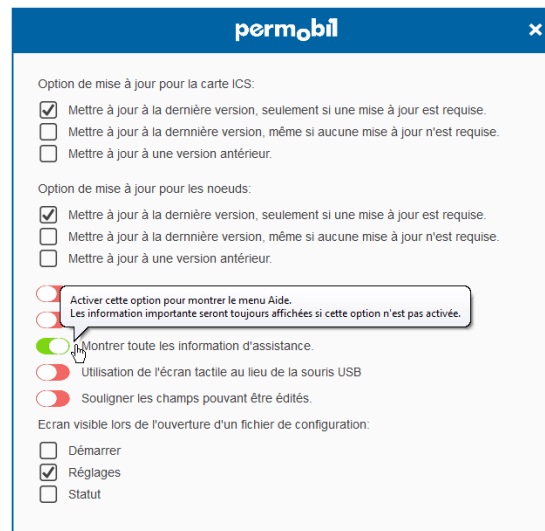 permobil
Option de mise à jour pour la carte ICS:
Mettre à jour à la dernière version, seulement si une mise à jour est requise.
Mettre à jour à la dernnière version, même si aucune mise à jour n'est requise.
Mettre à jour à une version antérieur.
Option de mise à jour pour les noeuds:
Mettre à jour à la dernière version, seulement si une mise à jour est requise.
Mettre à jour à la dernnière version, même si aucune mise à jour n'est requise.
Mettre à jour à une version antérieur.
Activer cette option pour montrer le menu Aide.
Les information importante seront toujours affichées si cette option n'est pas activée.
Montrer toute les information d'assistance.
Utilisation de l'écran tactile au lieu de la souris USB
Souligner les champs pouvant être édités.
Ecran visible lors de l'ouverture d'un fichier de configuration:
Démarrer
Réglages
Statut